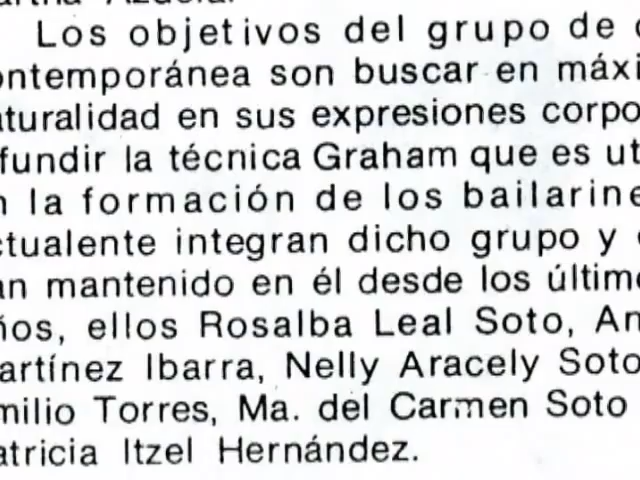 Los objetivos del grupo de
ontemporánea son buscar en máxi
aturalidad en sus expresiones corpo
fundir la técnica Graham que es ut
n la formación de los bailarine
ctualente integran dicho grupo y
an mantenido en él desde los último
ños, ellos Rosalba Leal Soto, An
artínez Ibarra, Nelly Aracely Soto
milio Torres, Ma. del Carmen Soto
atricia Itzel Hernández.